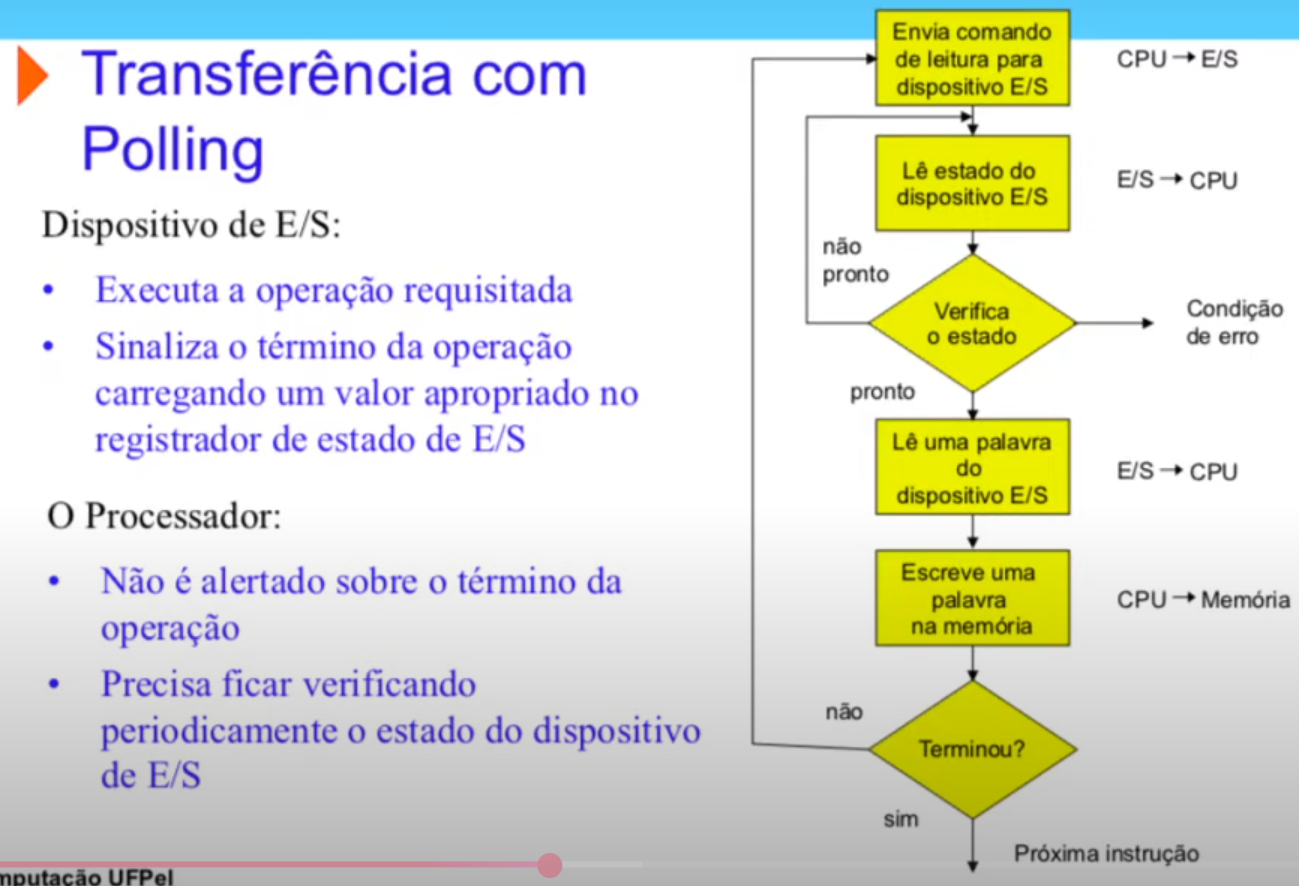 Transferência com
Polling
Dispositivo de E/S:
• Executa a operação requisitada
• Sinaliza o término da operação
carregando um valor apropriado no
registrador de estado de E/S
O Processador:
• Não é alertado sobre o término da
operação
• Precisa ficar verificando
periodicamente o estado do dispositivo
de E/S
Envia comando
de leitura para
dispositivo E/S
CPU → E/S
Lê estado do
dispositivo E/S
E/S → CPU
não
pronto
Verifica
o estado
Condição
de erro
pronto
Lê uma palavra
do
dispositivo E/S
E/S → CPU
Escreve uma
palavra
na memória
CPU → Memória
não
Terminou?
sim
Próxima instrução
UFPel